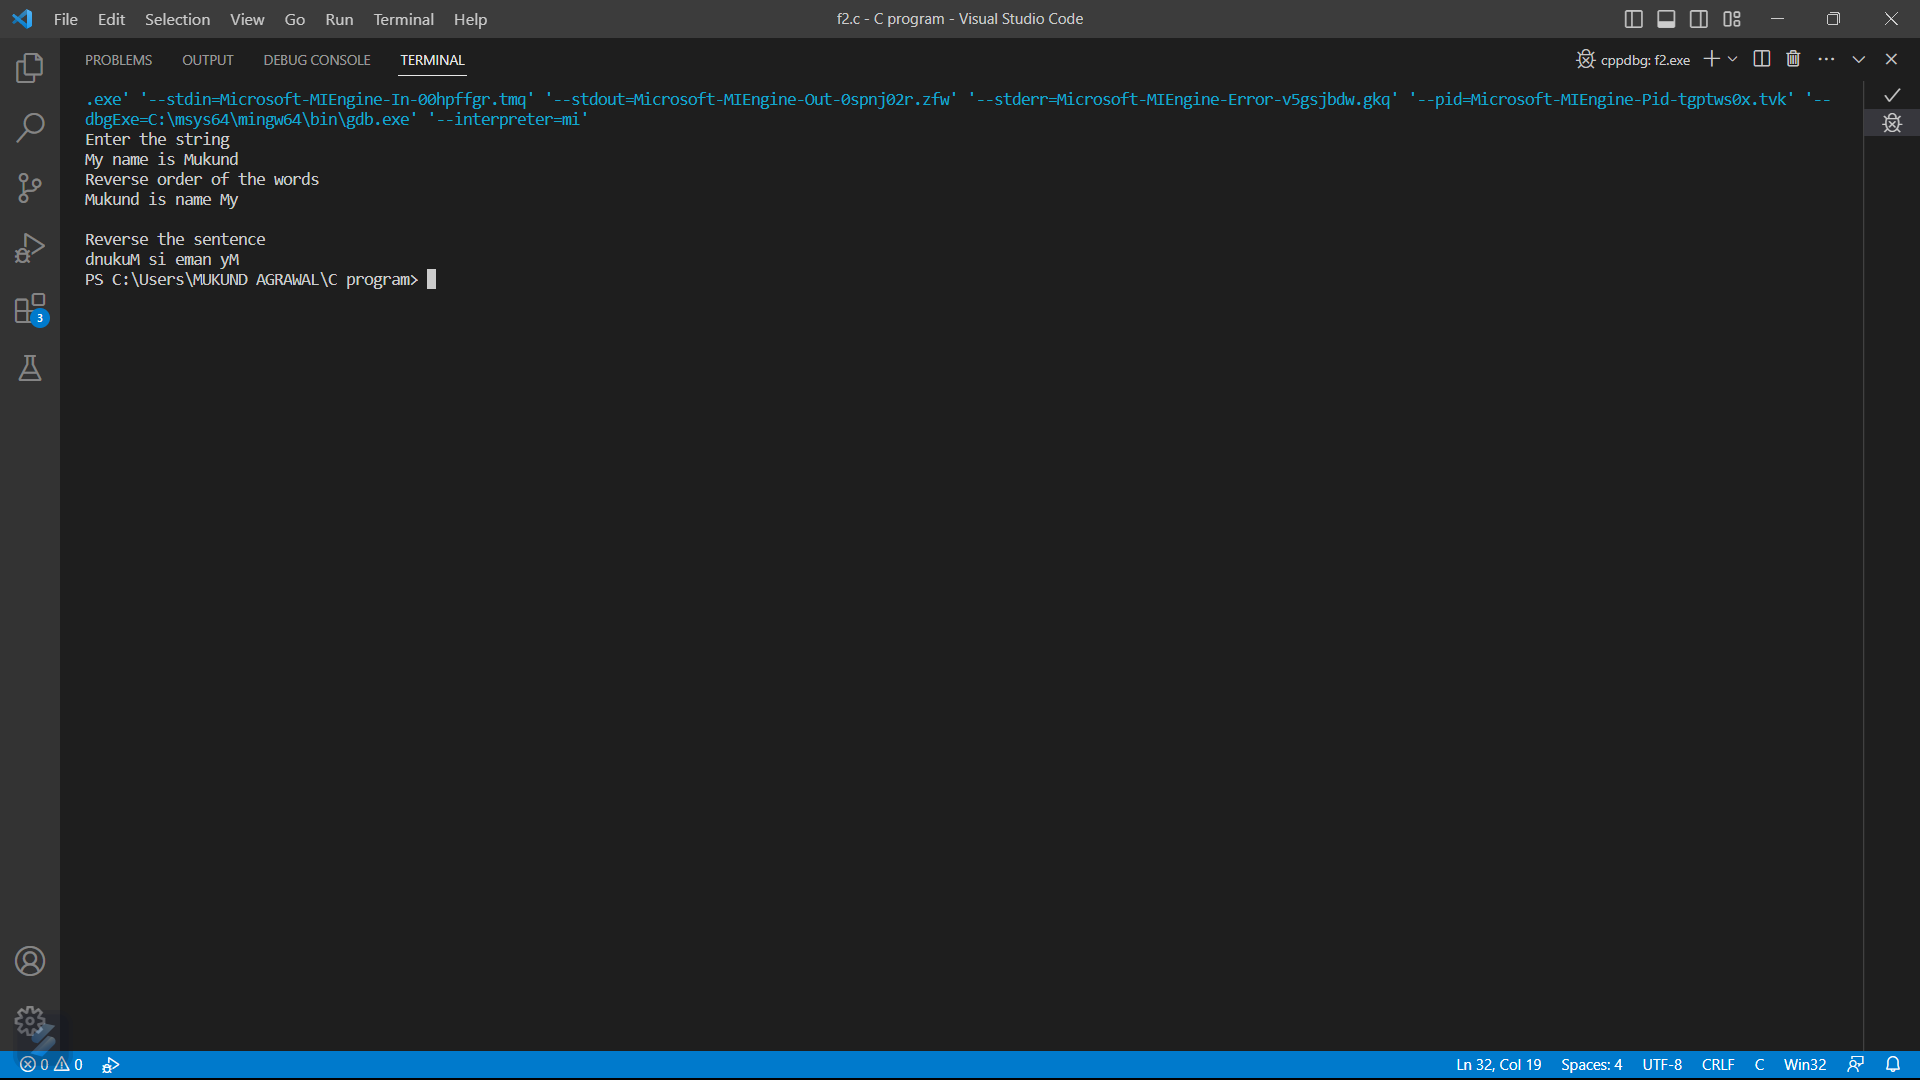 File Edit Selection View Go Run Terminal Help
f2.c - C program - Visual Studio Code
PROBLEMS OUTPUT DEBUG CONSOLE TERMINAL
cppdbg: f2.exe
.exe' '--stdin=Microsoft-MIEngine-In-00hpffgr.tmq' '--stdout=Microsoft-MIEngine-Out-0spnj02r.zfw' '--stderr=Microsoft-MIEngine-Error-v5gsjbdw.gkq' '--pid=Microsoft-MIEngine-Pid-tgptws0x.tvk' '--
dbgExe=C:\msys64\mingw64\bin\gdb.exe' '--interpreter=mi'
Enter the string
My name is Mukund
Reverse order of the words
Mukund is name My
Reverse the sentence
dnukuM si eman yM
PS C:\Users\MUKUND AGRAWAL\C program>
3
0 0
Ln 32, Col 19 Spaces: 4 UTF-8 CRLF C Win32